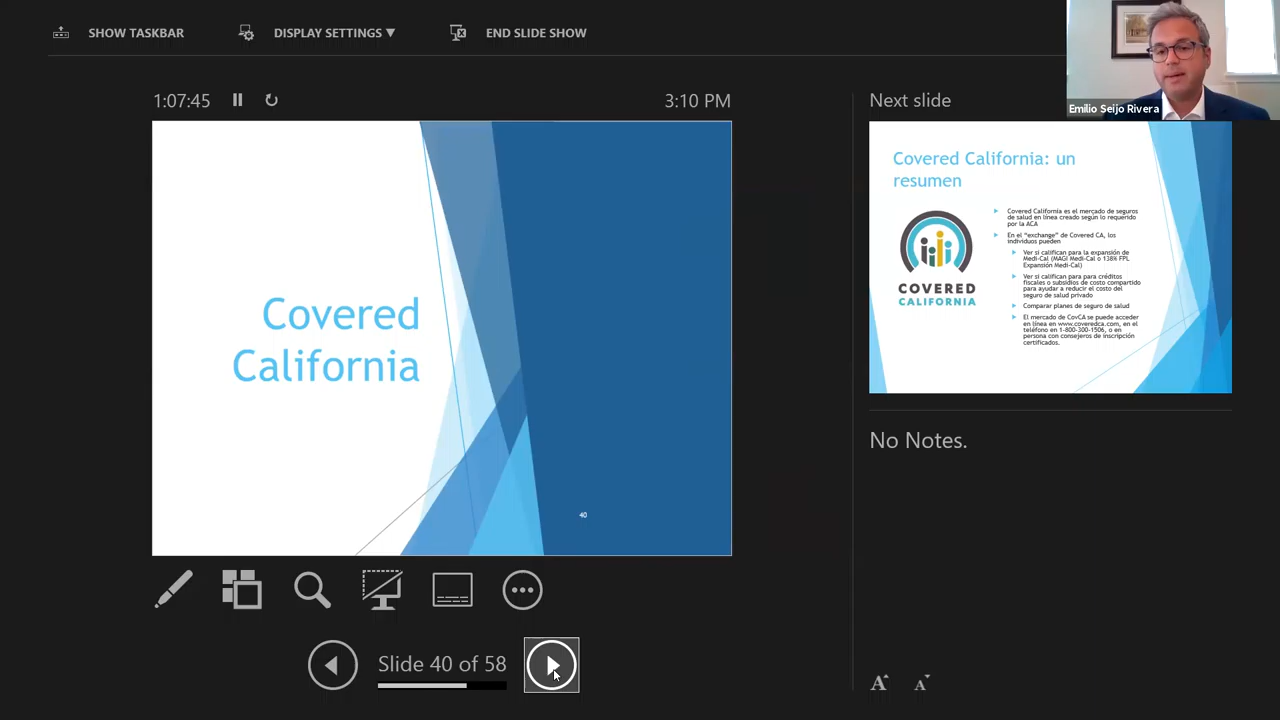 SHOW TASKBAR
DISPLAY SETTINGS ▼
END SLIDE SHOW
Emilio Seijo Rivera
1:07:45
3:10 PM
Next slide
Covered
California
40
Covered California: un
resumen
COVERED
CALIFORNIA
Covered California es el mercado de seguros
de salud en línea creado según lo requerido
por la ACA
En el “exchange” de Covered CA, los
individuos pueden
Ver si califican para la expansión de
Medi-Cal (MAGI Medi-Cal o 138% FPL
Expansión Medi-Cal)
Ver si califican para para créditos
fiscales o subsidios de costo compartido
para ayudar a reducir el costo del
seguro de salud privado
Comparar planes de seguro de salud
El mercado de CovCA se puede acceder
en línea en www.coveredca.com, en el
teléfono en 1-800-300-1506, o en
persona con consejeros de inscripción
certificados.
No Notes.
Slide 40 of 58
A
A